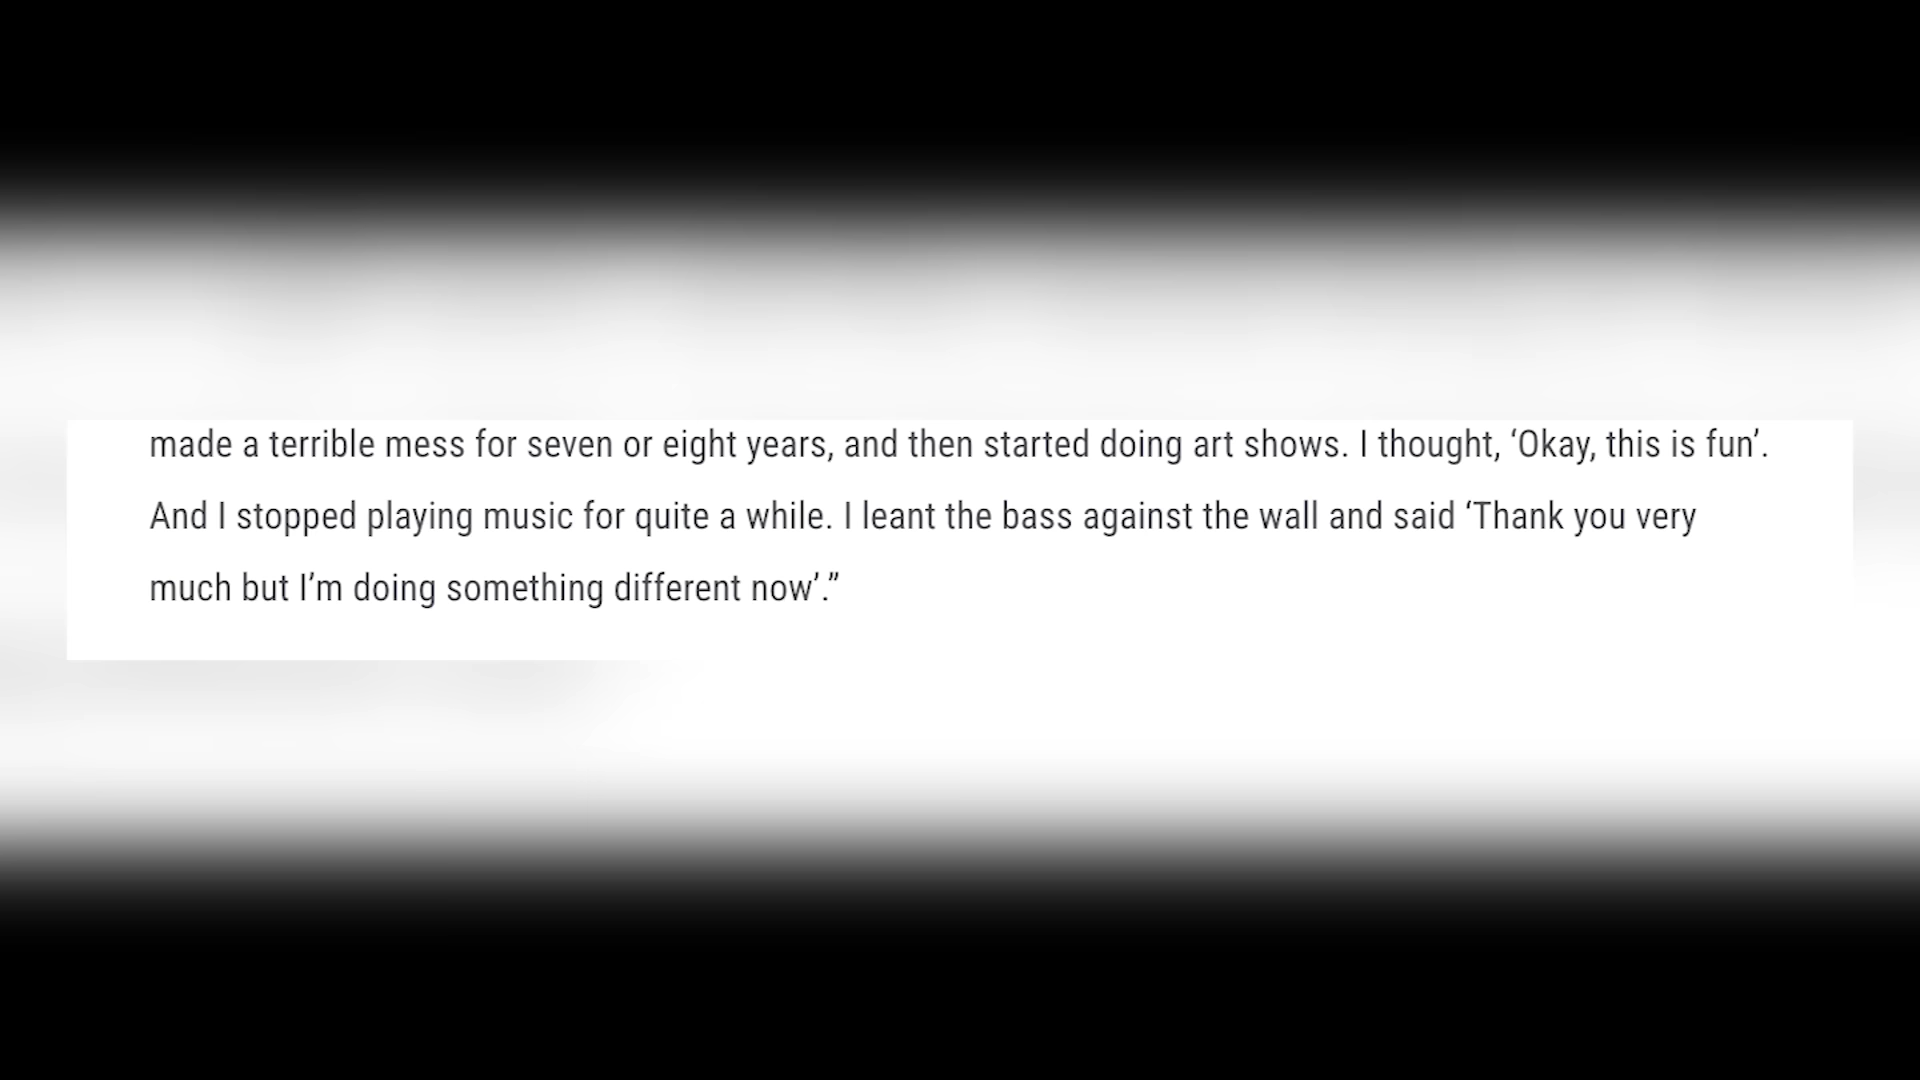 made a terrible mess for seven or eight years, and then started doing art shows. I thought, ‘Okay, this is fun’.
And I stopped playing music for quite a while. I leant the bass against the wall and said ‘Thank you very
much but I’m doing something different now’.”